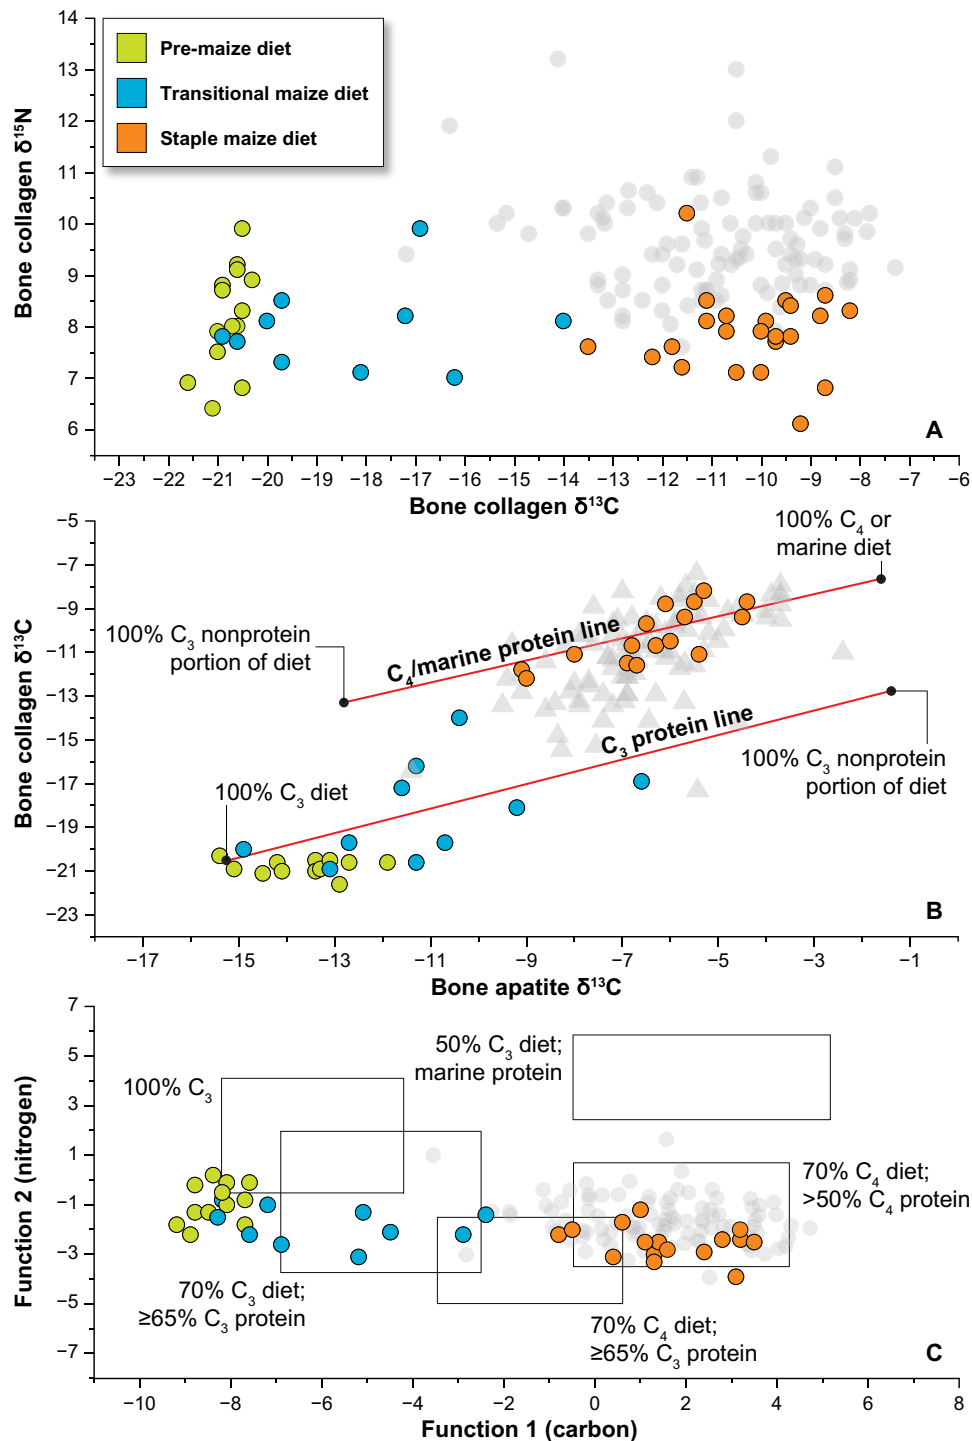 14
13
12
11
10
9
8
7
6
Bone collagen δ¹⁵N
Pre-maize diet
Transitional maize diet
Staple maize diet
A
−23 −22 −21 −20 −19 −18 −17 −16 −15 −14 −13 −12 −11 −10 −9 −8 −7 −6
Bone collagen δ¹³C
−5
−7
−9
−11
−13
−15
−17
−19
−21
−23
Bone collagen δ¹³C
100% C₄ or
marine diet
100% C₃ nonprotein
portion of diet
C₄/marine protein line
C₃ protein line
100% C₃ nonprotein
portion of diet
100% C₃ diet
B
−17 −15 −13 −11 −9 −7 −5 −3 −1
Bone apatite δ¹³C
7
5
3
1
−1
−3
−5
−7
Function 2 (nitrogen)
50% C₃ diet;
marine protein
100% C₃
70% C₄ diet;
>50% C₄ protein
70% C₃ diet;
≥65% C₃ protein
70% C₄ diet;
≥65% C₃ protein
C
−10 −8 −6 −4 −2 0 2 4 6 8
Function 1 (carbon)